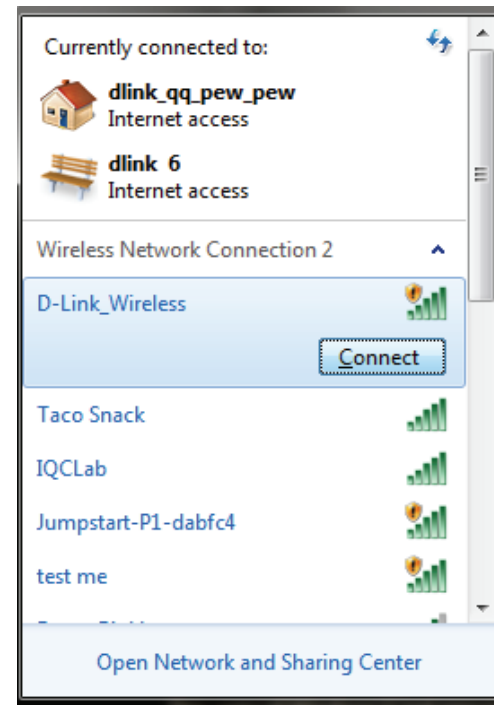 Currently connected to:
dlink_qq_pew_pew
Internet access
dlink 6
Internet access
Wireless Network Connection 2
D-Link_Wireless
Connect
Taco Snack
IQCLab
Jumpstart-P1-dabfc4
test me
Open Network and Sharing Center